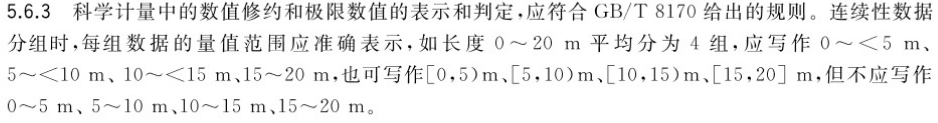 5.6.3 科学计量中的数值修约和极限数值的表示和判定,应符合 GB/T 8170 给出的规则。连续性数据
分组时,每组数据的量值范围应准确表示,如长度 0～20 m 平均分为 4 组,应写作 0～<5 m、
5～<10 m、10～<15 m、15～20 m,也可写作[0,5)m、[5,10)m、[10,15)m、[15,20] m,但不应写作
0～5 m、5～10 m、10～15 m、15～20 m。